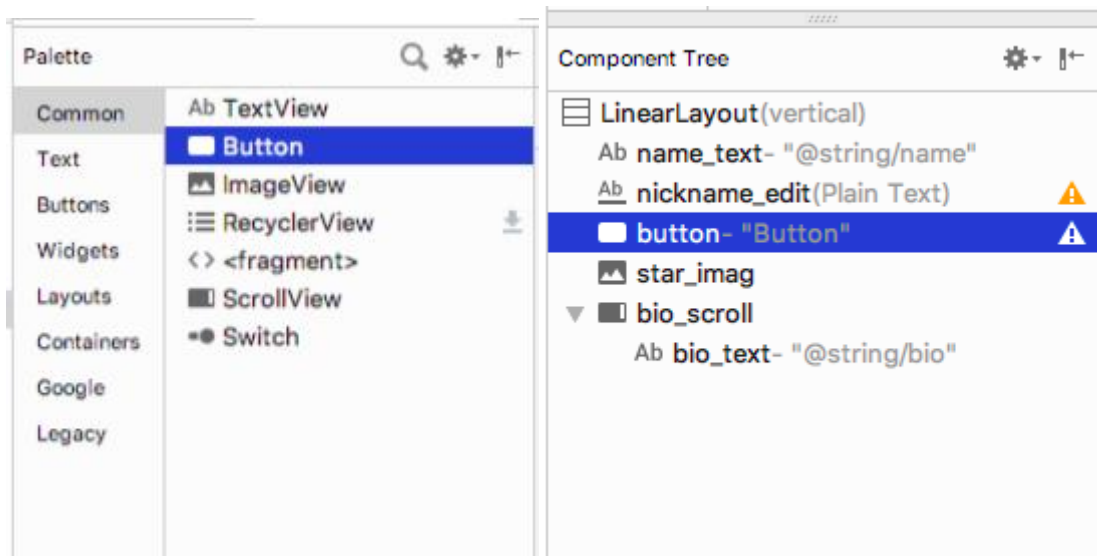 Palette
Common
Text
Buttons
Widgets
Layouts
Containers
Google
Legacy
Ab TextView
Button
ImageView
RecyclerView
<> <fragment>
ScrollView
Switch
Component Tree
LinearLayout(vertical)
Ab name_text- "@string/name"
Ab nickname_edit(Plain Text)
button- "Button"
star_imag
bio_scroll
Ab bio_text- "@string/bio"